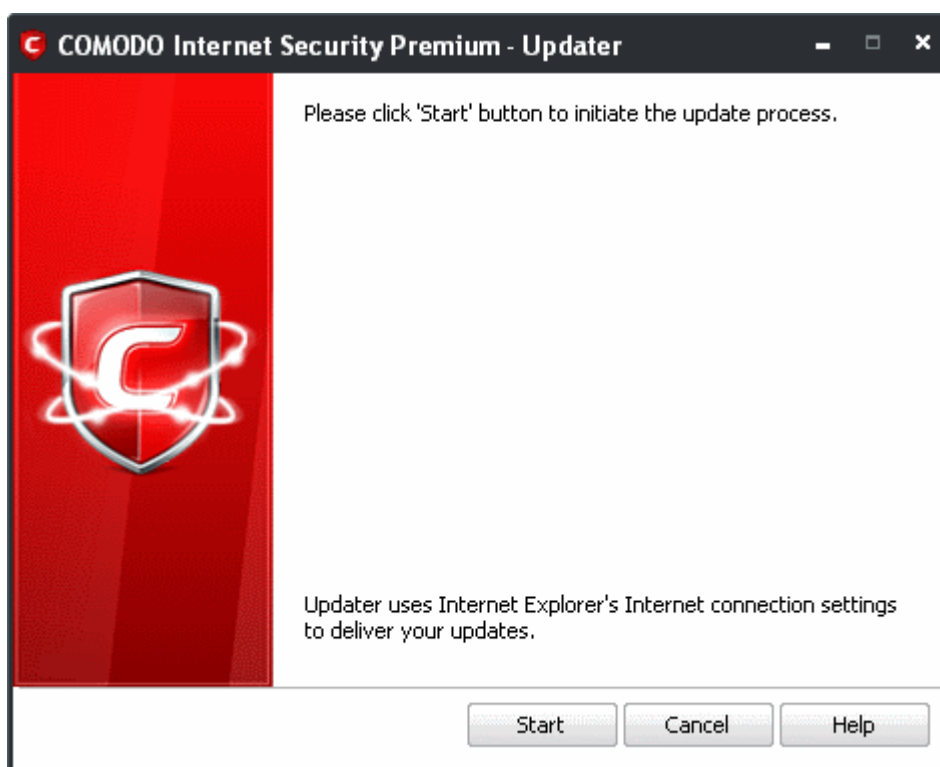 COMODO Internet Security Premium - Updater
Please click 'Start' button to initiate the update process.
Updater uses Internet Explorer's Internet connection settings
to deliver your updates.
Start
Cancel
Help